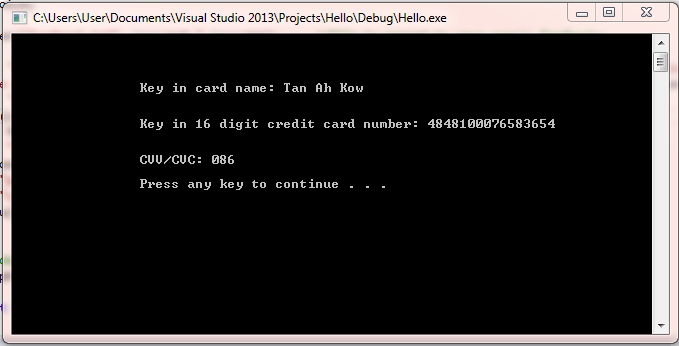 C:\Users\User\Documents\Visual Studio 2013\Projects\Hello\Debug\Hello.exe
Key in card name: Tan Ah Kow
Key in 16 digit credit card number: 4848100076583654
CVV/CVC: 086
Press any key to continue . . .